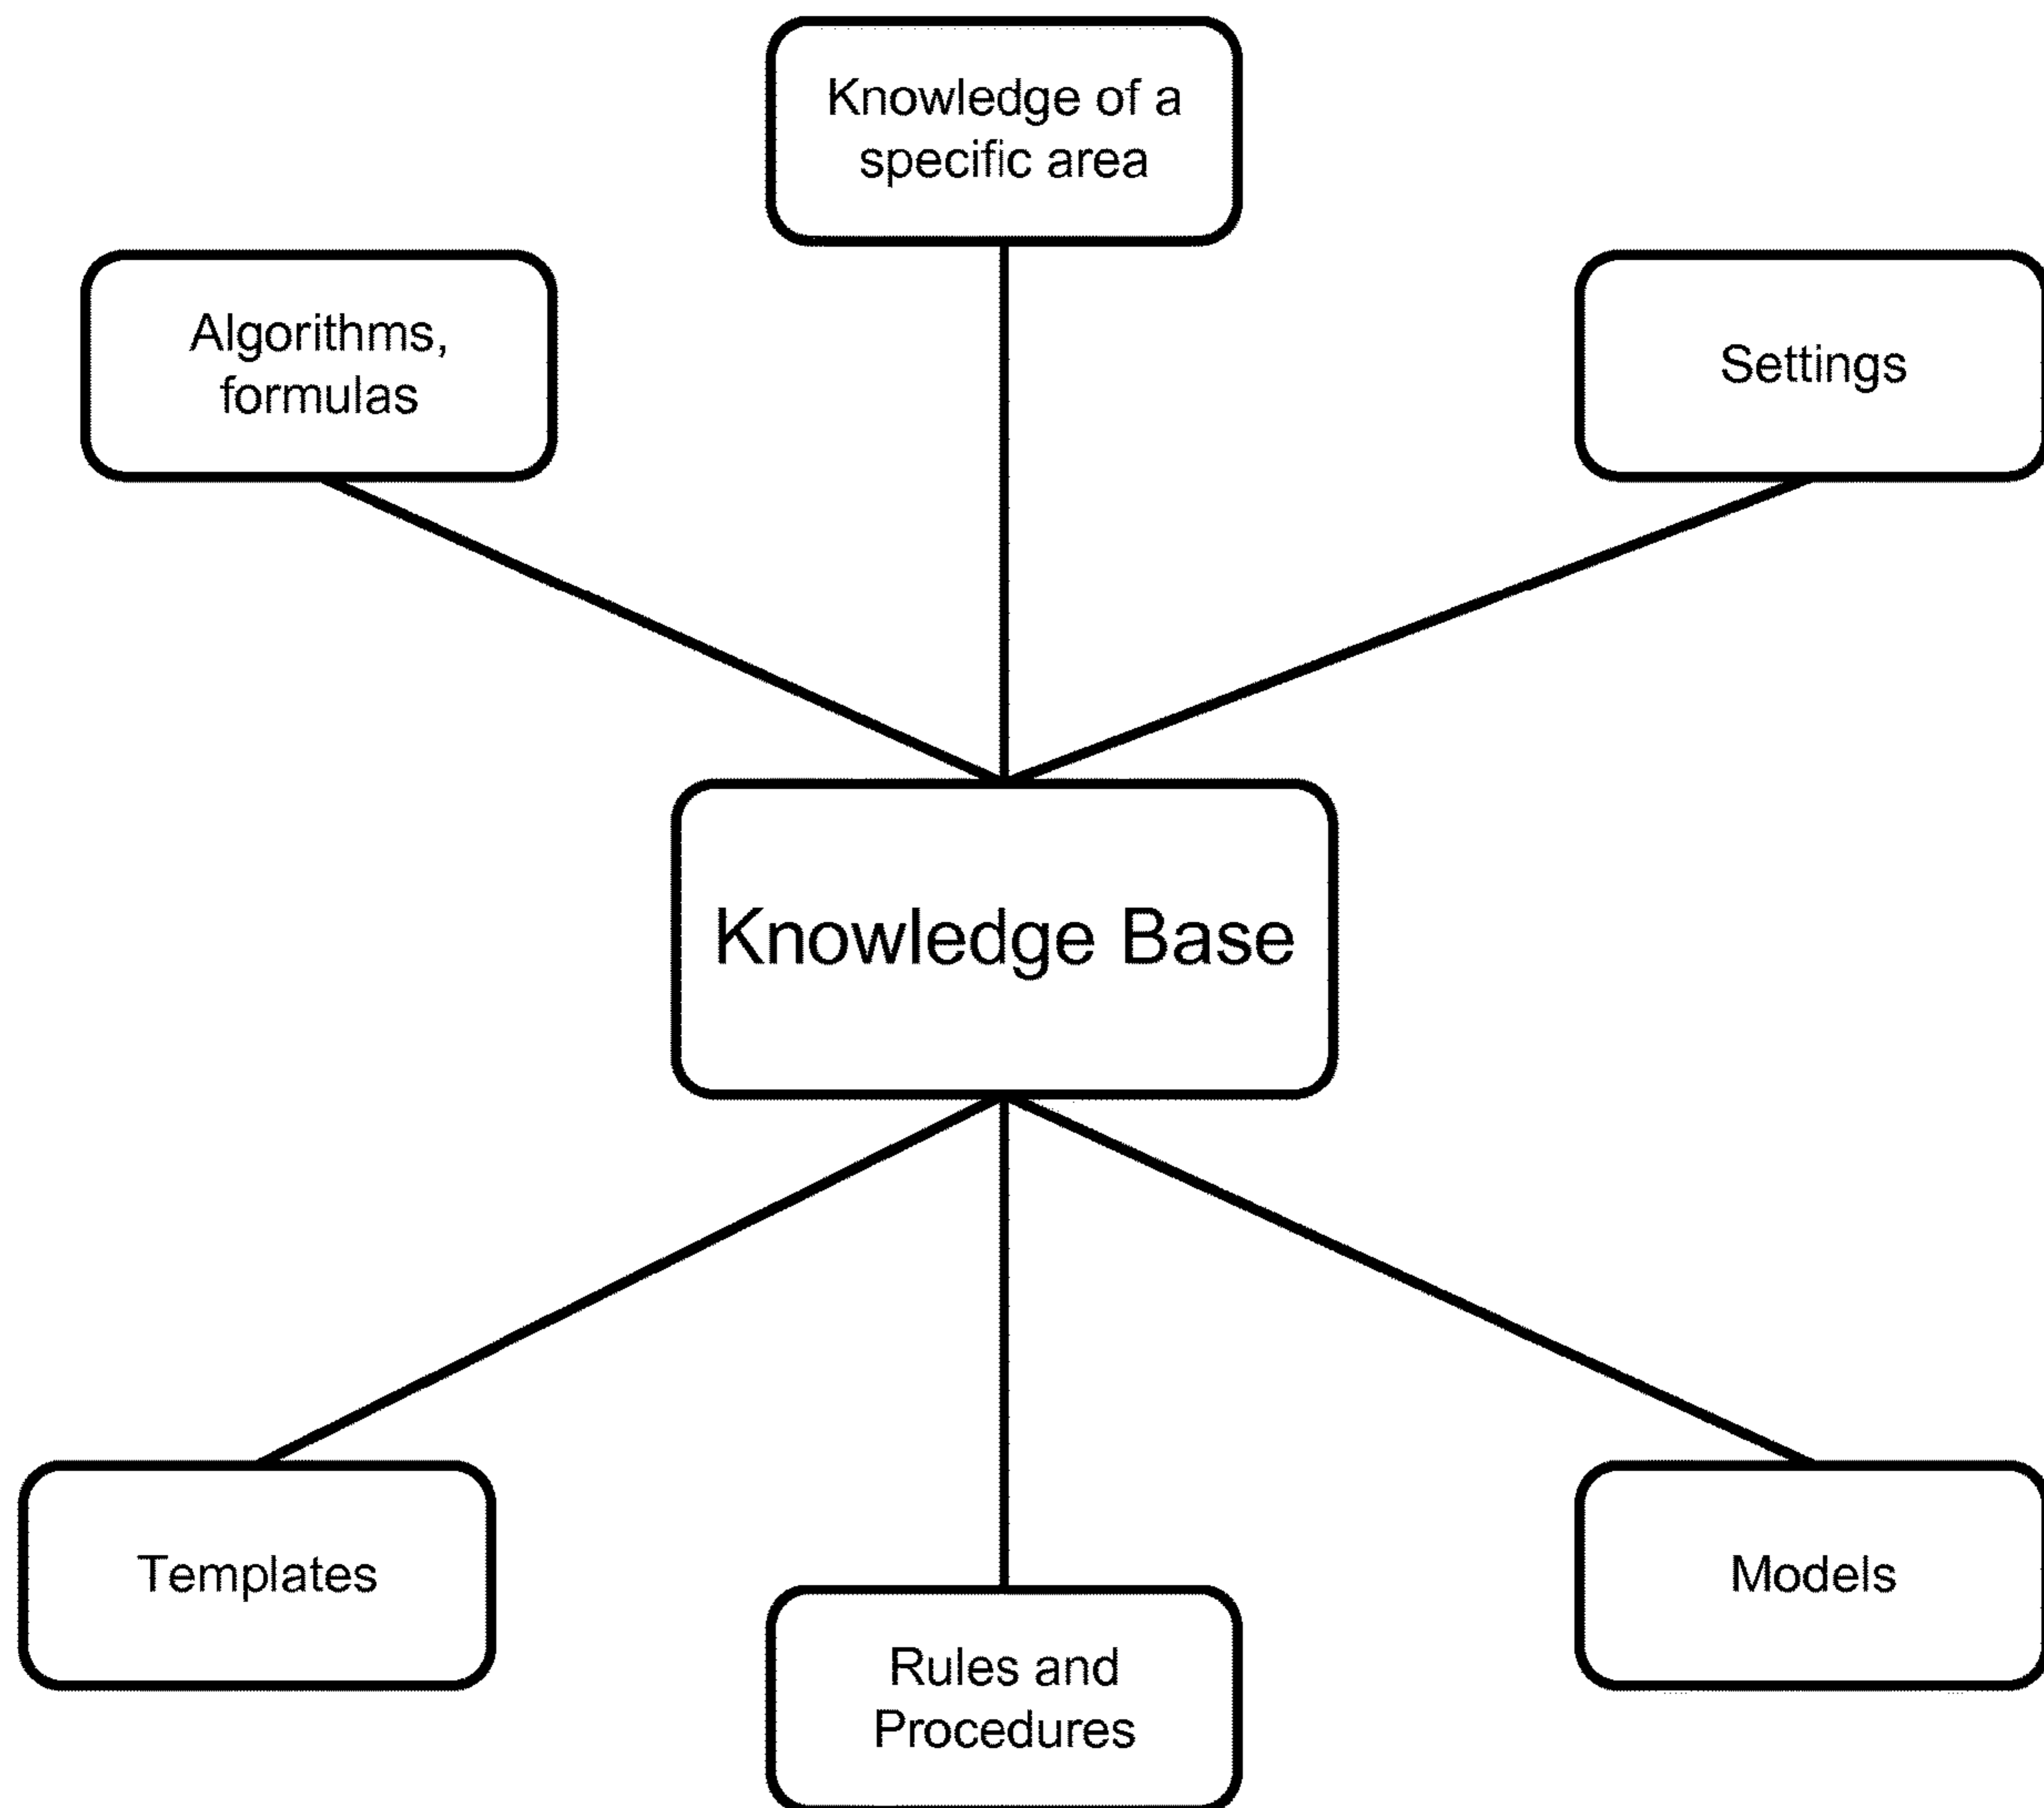 Knowledge of a
specific area
Algorithms,
formulas
Settings
Knowledge Base
Templates
Rules and
Procedures
Models